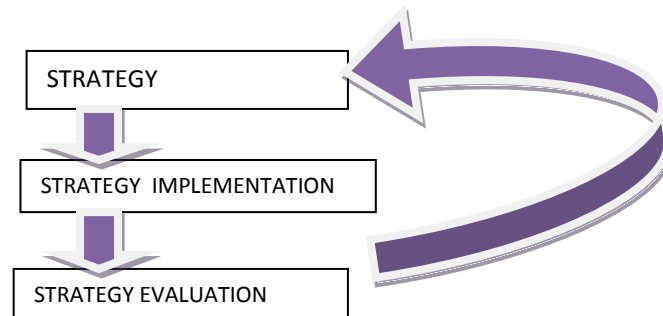 STRATEGY
STRATEGY IMPLEMENTATION
STRATEGY EVALUATION